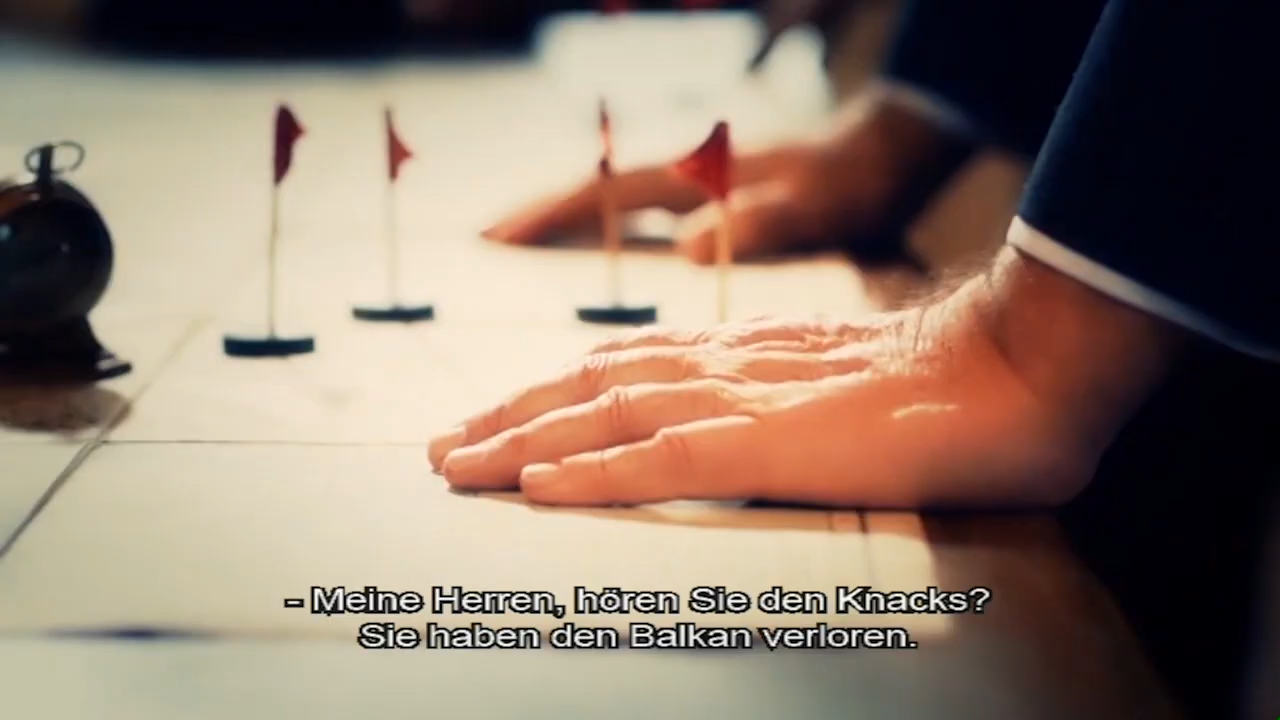 - Meine Herren, hören Sie den Knacks?
Sie haben den Balkan verloren.